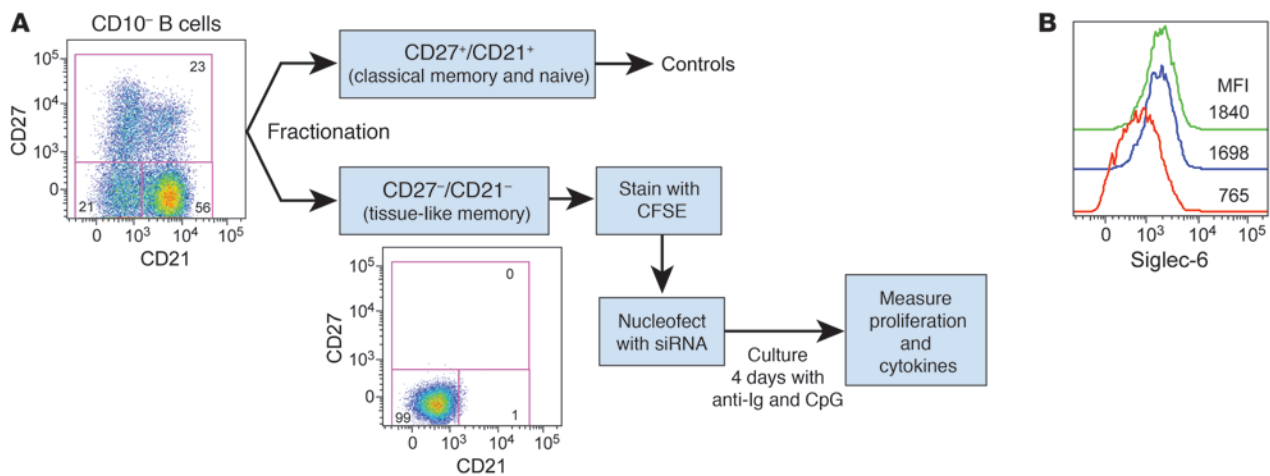 A
CD10⁻ B cells
10⁵
10⁴
10³
0
CD27
23
21
56
0 10³ 10⁴ 10⁵
CD21
Fractionation
CD27⁺/CD21⁺
(classical memory and naive)
Controls
CD27⁻/CD21⁻
(tissue-like memory)
Stain with
CFSE
Nucleofect
with siRNA
Culture
4 days with
anti-Ig and CpG
Measure
proliferation
and
cytokines
10⁵
10⁴
10³
0
CD27
0
99
1
0 10³ 10⁴ 10⁵
CD21
B
MFI
1840
1698
765
0 10³ 10⁴ 10⁵
Siglec-6